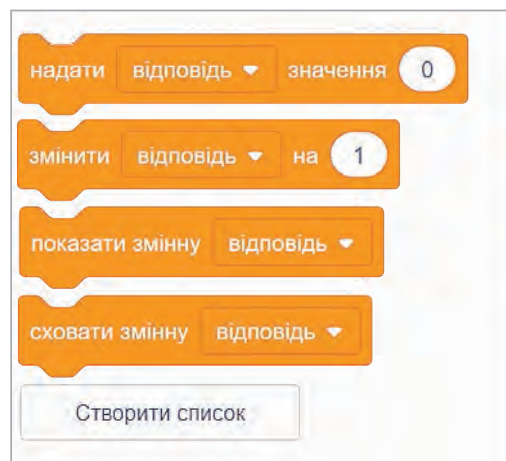 надати відповідь значення 0
змінити відповідь на 1
показати змінну відповідь
сховати змінну відповідь
Створити список